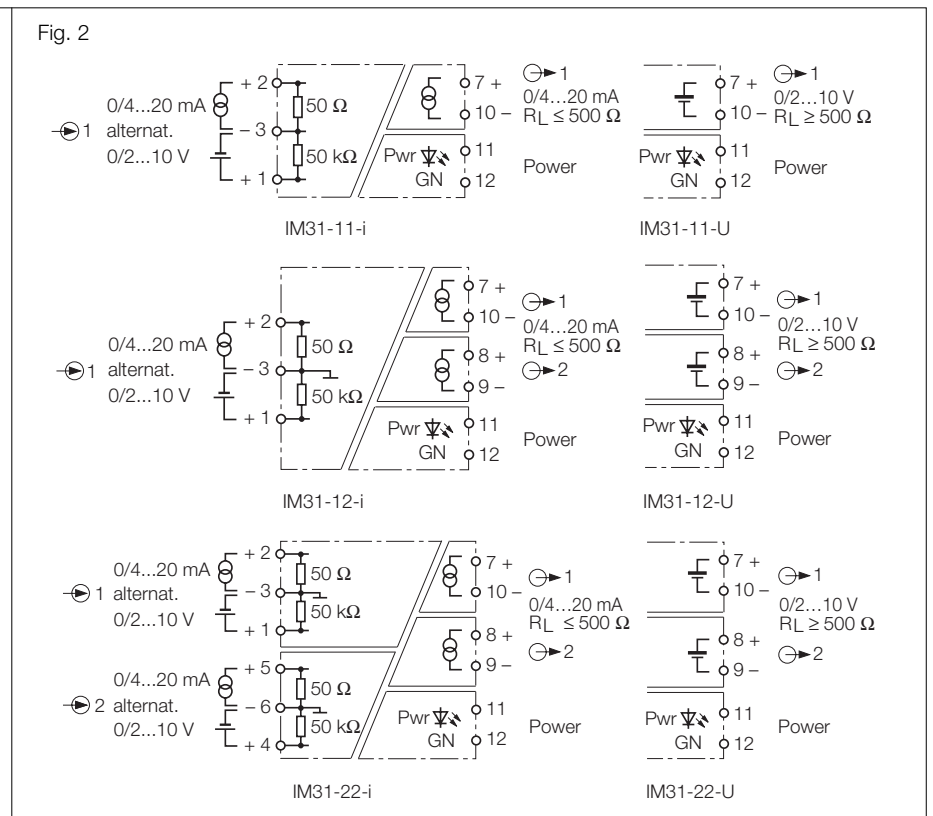 Fig. 2
+ 2
0/4...20 mA
50 Ω
1 alternat.
– 3
0/2...10 V
50 kΩ
+ 1
7 +
10 –
1
0/4...20 mA
RL ≤ 500 Ω
Pwr
GN
11
12
Power
IM31-11-i
7 +
10 –
1
0/2...10 V
RL ≥ 500 Ω
Pwr
GN
11
12
Power
IM31-11-U
+ 2
0/4...20 mA
50 Ω
1 alternat.
– 3
0/2...10 V
50 kΩ
+ 1
7 +
10 –
1
0/4...20 mA
RL ≤ 500 Ω
8 +
9 –
2
Pwr
GN
11
12
Power
IM31-12-i
7 +
10 –
1
0/2...10 V
RL ≥ 500 Ω
8 +
9 –
2
Pwr
GN
11
12
Power
IM31-12-U
+ 2
0/4...20 mA
50 Ω
1 alternat.
– 3
0/2...10 V
50 kΩ
+ 1
+ 5
0/4...20 mA
50 Ω
2 alternat.
– 6
0/2...10 V
50 kΩ
+ 4
7 +
10 –
1
0/4...20 mA
RL ≤ 500 Ω
8 +
9 –
2
Pwr
GN
11
12
Power
IM31-22-i
7 +
10 –
1
0/2...10 V
RL ≥ 500 Ω
8 +
9 –
2
Pwr
GN
11
12
Power
IM31-22-U